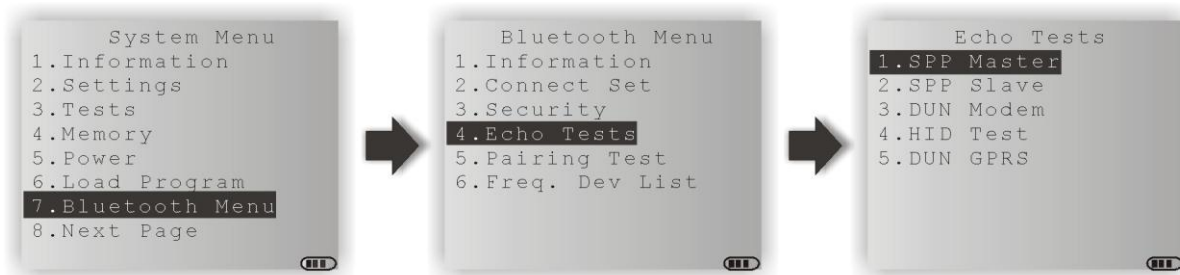 System Menu
1.Information
2.Settings
3.Tests
4.Memory
5.Power
6.Load Program
7.Bluetooth Menu
8.Next Page
Bluetooth Menu
1.Information
2.Connect Set
3.Security
4.Echo Tests
5.Pairing Test
6.Freq. Dev List
Echo Tests
1.SPP Master
2.SPP Slave
3.DUN Modem
4.HID Test
5.DUN GPRS